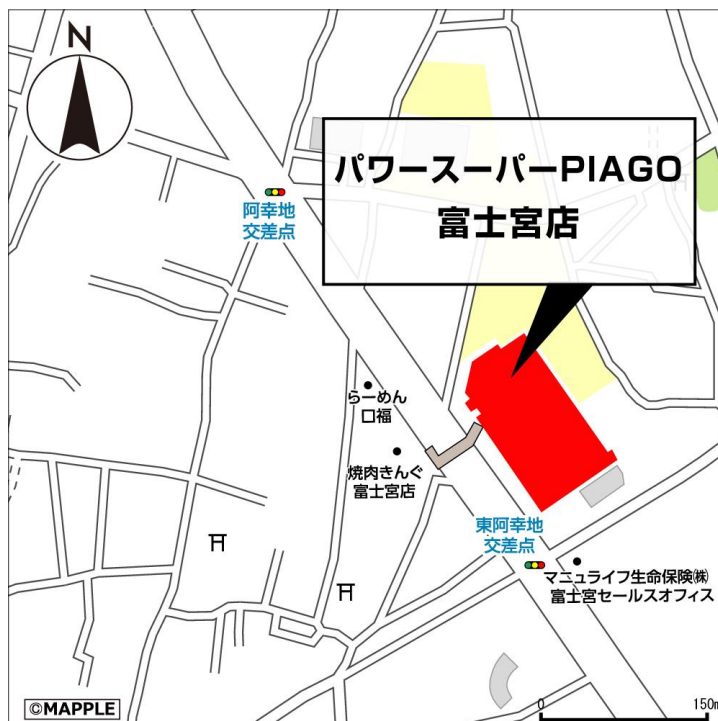 N
パワースーパーPIAGO
富士宮店
阿幸地
交差点
らーめん
口福
焼肉きんぐ
富士宮店
東阿幸地
交差点
マニュライフ生命保険㈱
富士宮セールスオフィス
©MAPPLE
0 150m